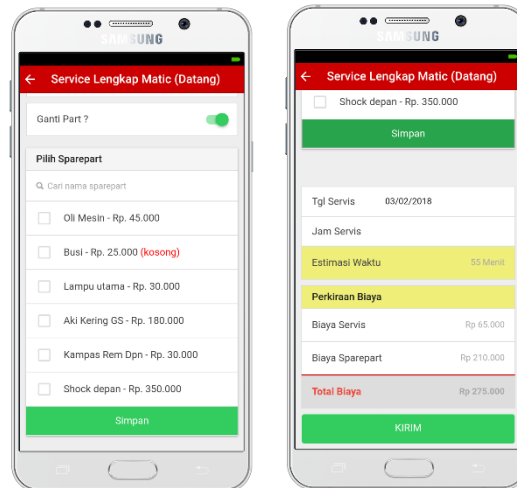 SAMSUNG
Service Lengkap Matic (Datang)
Ganti Part ?
Pilih Sparepart
Cari nama sparepart
Oli Mesin - Rp. 45.000
Busi - Rp. 25.000 (kosong)
Lampu utama - Rp. 30.000
Aki Kering GS - Rp. 180.000
Kampas Rem Dpn - Rp. 30.000
Shock depan - Rp. 350.000
Simpan
SAMSUNG
Service Lengkap Matic (Datang)
Shock depan - Rp. 350.000
Simpan
Tgl Servis 03/02/2018
Jam Servis
Estimasi Waktu 55 Menit
Perkiraan Biaya
Biaya Servis Rp 65.000
Biaya Sparepart Rp 210.000
Total Biaya Rp 275.000
KIRIM